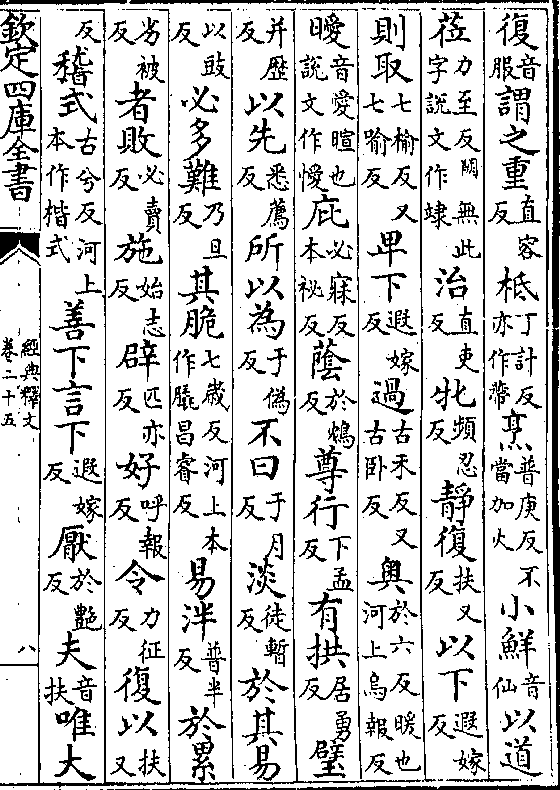 復音服謂之重直容反柢丁計反亦作蔕烹普庚反不當加火小鮮音仙以道
莅力至反閉無此字說文作竦治直吏反牝頻忍反靜復扶又反以下遐嫁反
則取七榆反又七喻反卑下遐嫁反過古禾反又古卧反奥於六反暖也河上烏報反
曖音愛暄也說文作懓庇必寐反本袐反蔭於鴆反尊行下孟反有拱居勇反璧
并歴反以先悉薦反所以為于偽反不曰于月反淡徒暫反於其易
以豉反必多難乃旦反其脆七歲反河上本作膬昌睿反易泮普半反於累
劣被反者敗必賣反施始志反辟匹亦反好呼報反令力征反復以扶又
反稽式古兮反河上本作楷式善下言下遐嫁反厭於艶反夫音扶唯大
欽定四庫全書
經典釋文
卷二十五
八